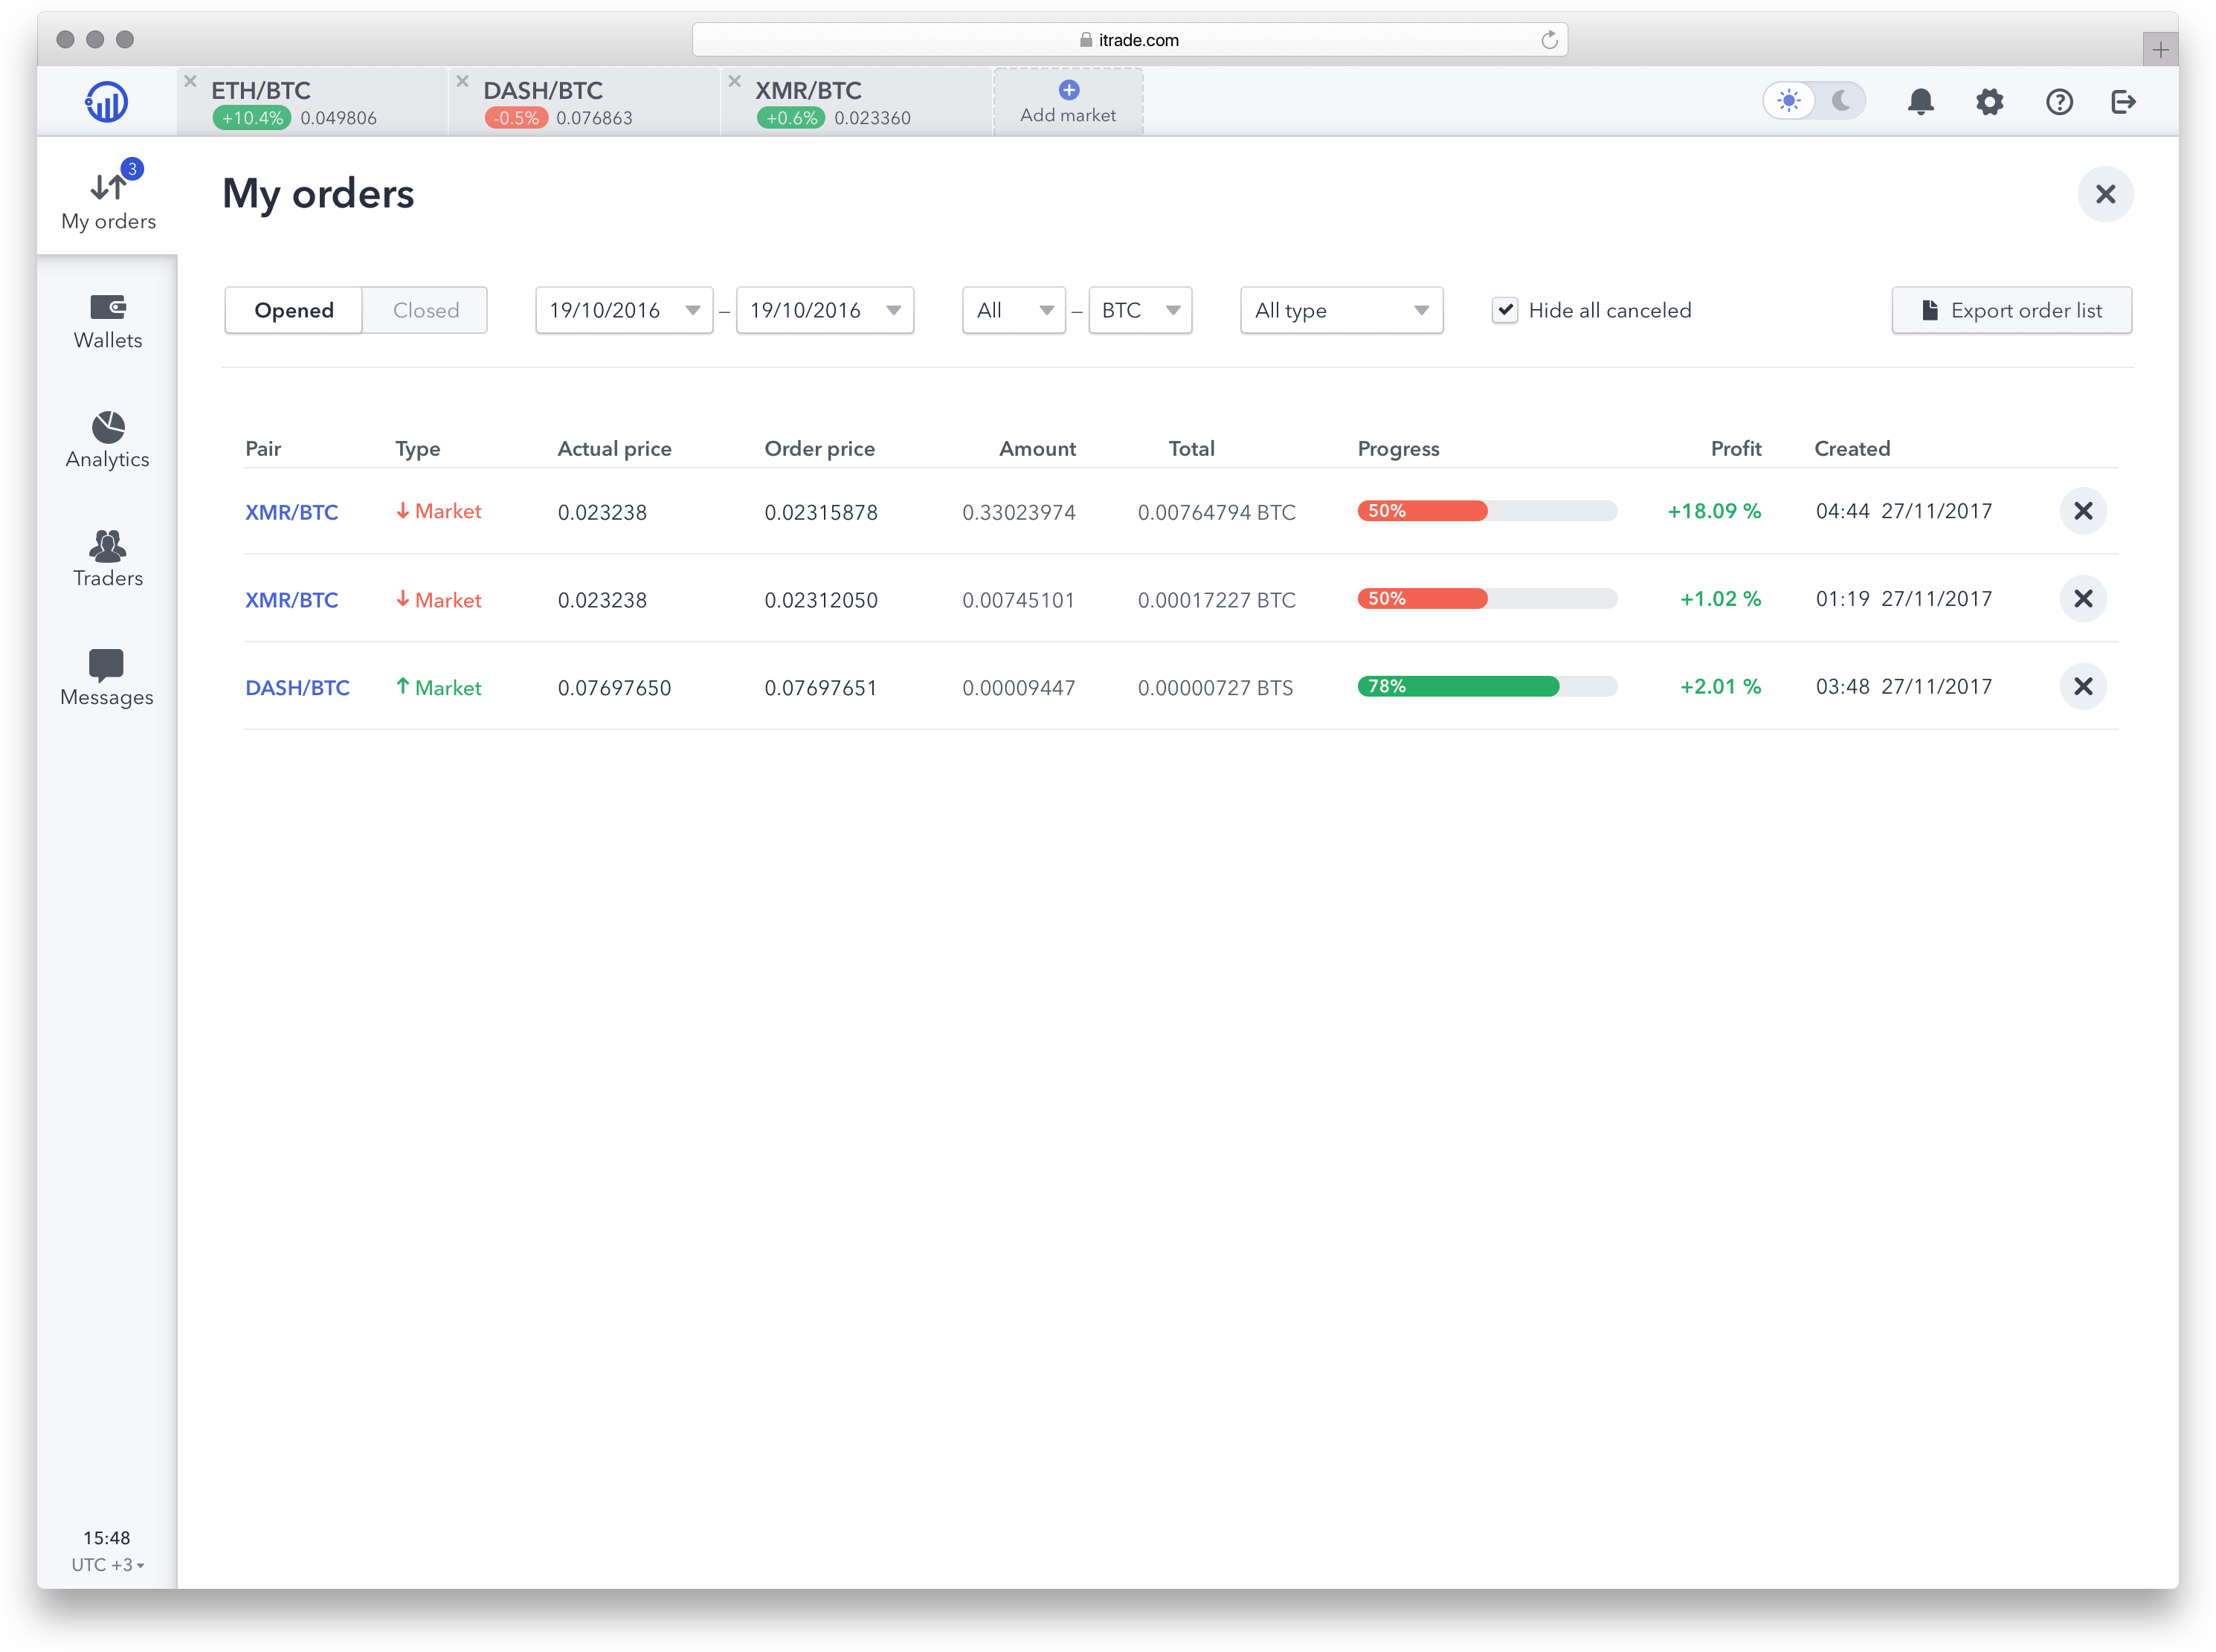 itrade.com
ETH/BTC
+10.4% 0.049806
DASH/BTC
-0.5% 0.076863
XMR/BTC
+0.6% 0.023360
Add market
3
My orders
Wallets
Analytics
Traders
Messages
15:48
UTC +3
My orders
Opened Closed 19/10/2016 – 19/10/2016 All – BTC All type Hide all canceled Export order list
Pair Type Actual price Order price Amount Total Progress Profit Created
XMR/BTC Market 0.023238 0.02315878 0.33023974 0.00764794 BTC 50% +18.09 % 04:44 27/11/2017
XMR/BTC Market 0.023238 0.02312050 0.00745101 0.00017227 BTC 50% +1.02 % 01:19 27/11/2017
DASH/BTC Market 0.07697650 0.07697651 0.00009447 0.00000727 BTS 78% +2.01 % 03:48 27/11/2017